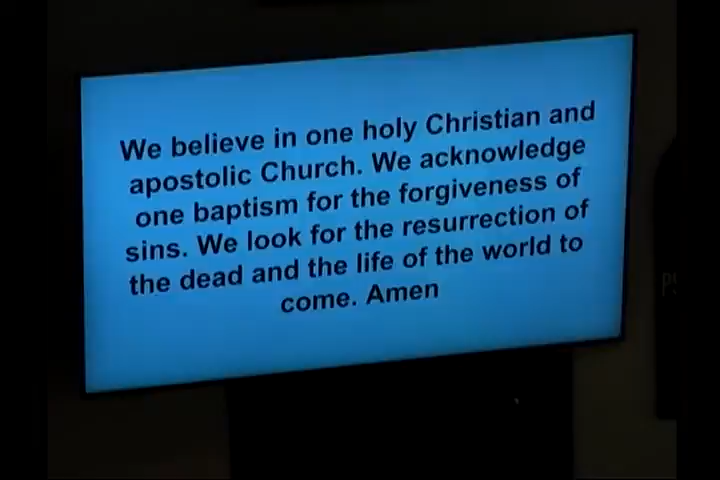 We believe in one holy Christian and
apostolic Church. We acknowledge
one baptism for the forgiveness of
sins. We look for the resurrection of
the dead and the life of the world to
come. Amen